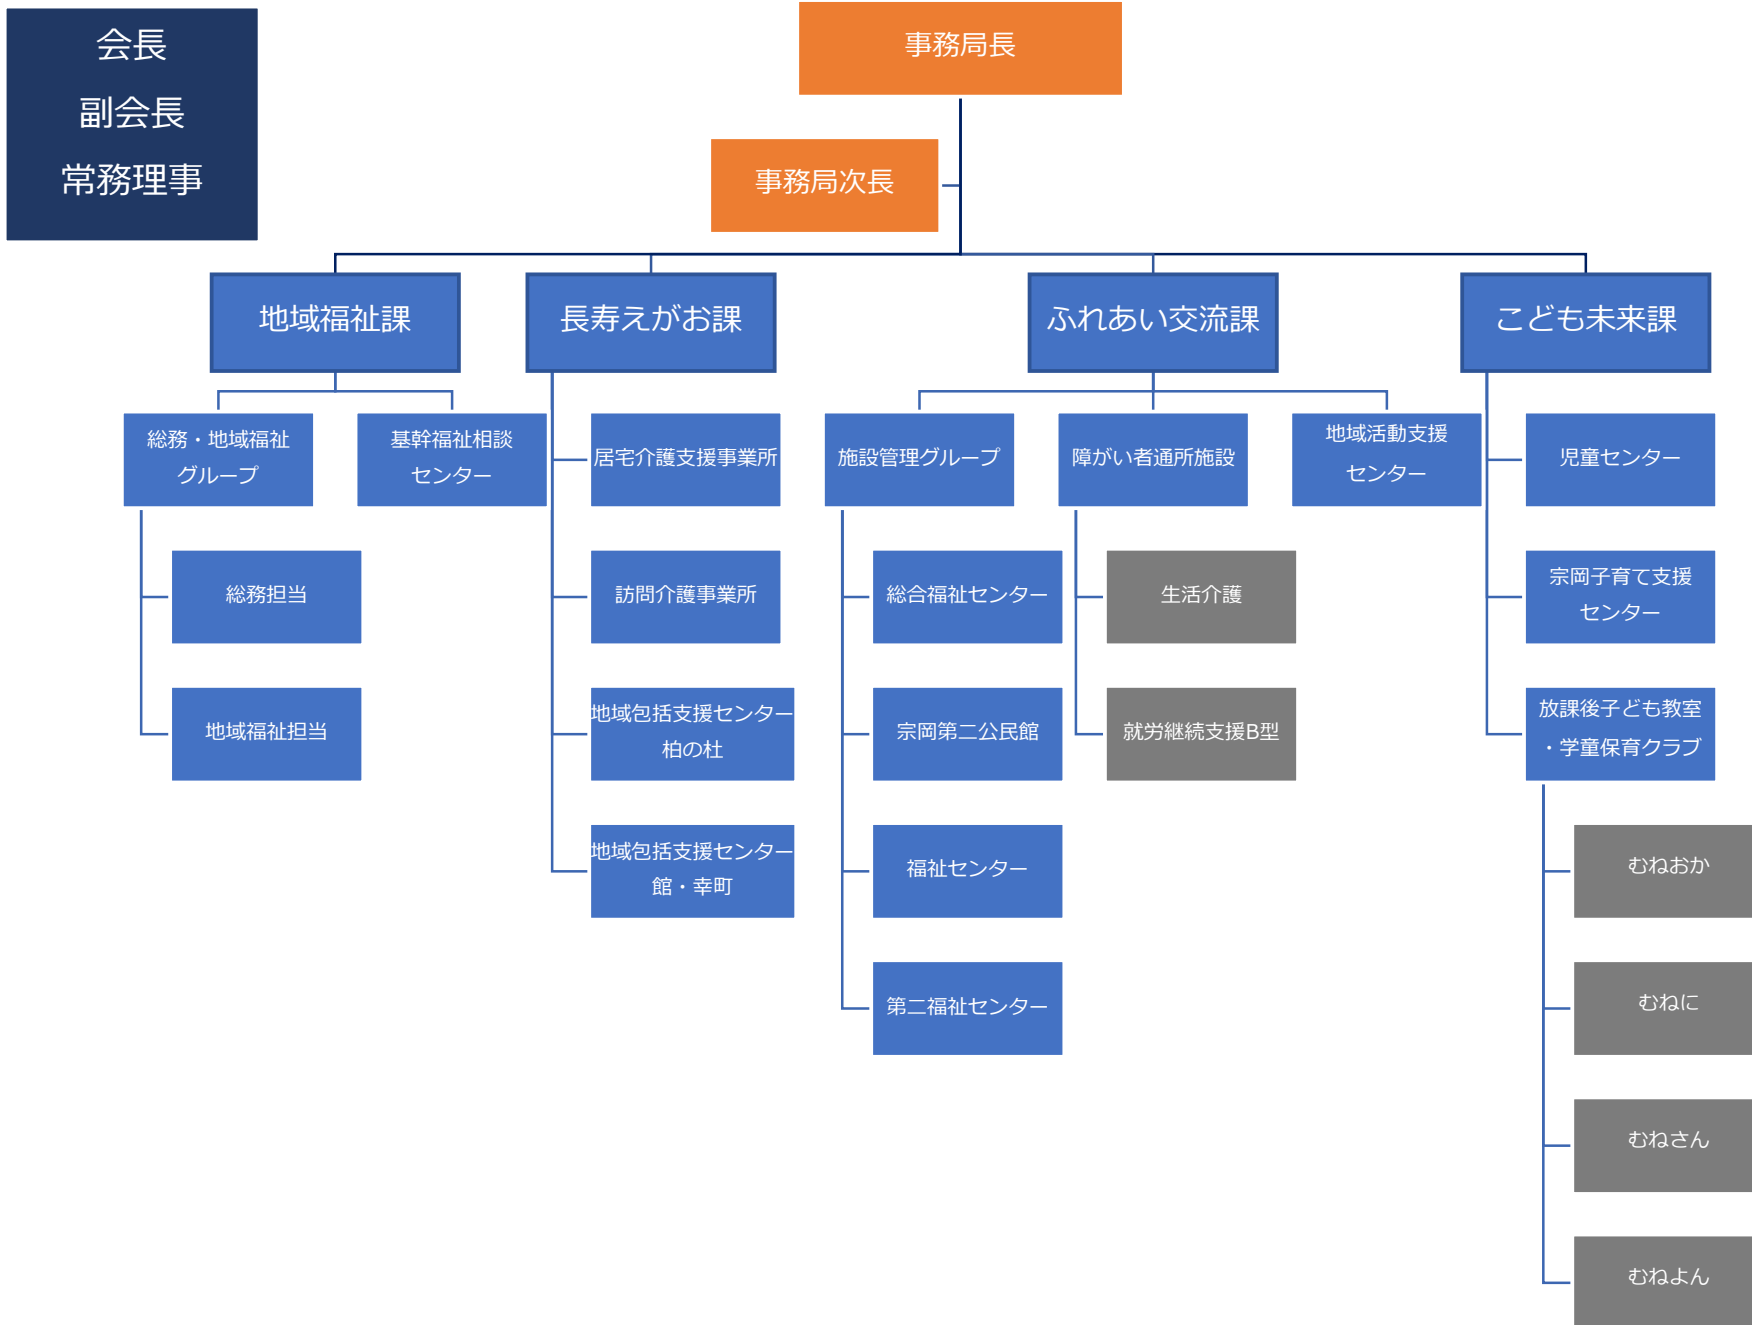 会長
副会長
常務理事
事務局長
事務局次長
地域福祉課
長寿えがお課
ふれあい交流課
こども未来課
総務・地域福祉
グループ
基幹福祉相談
センター
居宅介護支援事業所
施設管理グループ
障がい者通所施設
地域活動支援
センター
児童センター
総務担当
訪問介護事業所
総合福祉センター
生活介護
宗岡子育て支援
センター
地域福祉担当
地域包括支援センター
柏の杜
宗岡第二公民館
就労継続支援B型
放課後子ども教室
・学童保育クラブ
地域包括支援センター
館・幸町
福祉センター
むねおか
第二福祉センター
むねに
むねさん
むねよん